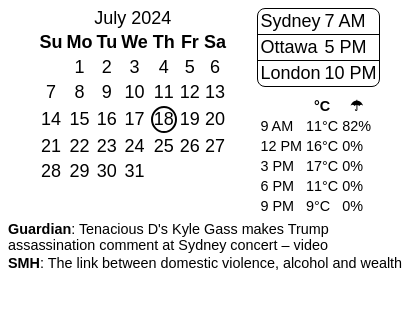 July 2024
Su Mo Tu We Th Fr Sa
1 2 3 4 5 6
7 8 9 10 11 12 13
14 15 16 17 18 19 20
21 22 23 24 25 26 27
28 29 30 31
Sydney 7 AM
Ottawa 5 PM
London 10 PM
°C ☂
9 AM 11°C 82%
12 PM 16°C 0%
3 PM 17°C 0%
6 PM 11°C 0%
9 PM 9°C 0%
Guardian: Tenacious D's Kyle Gass makes Trump
assassination comment at Sydney concert – video
SMH: The link between domestic violence, alcohol and wealth